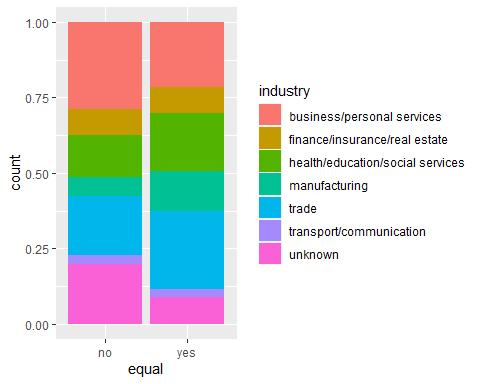 1.00
0.75
0.50
0.25
0.00
count
no yes
equal
industry
business/personal services
finance/insurance/real estate
health/education/social services
manufacturing
trade
transport/communication
unknown